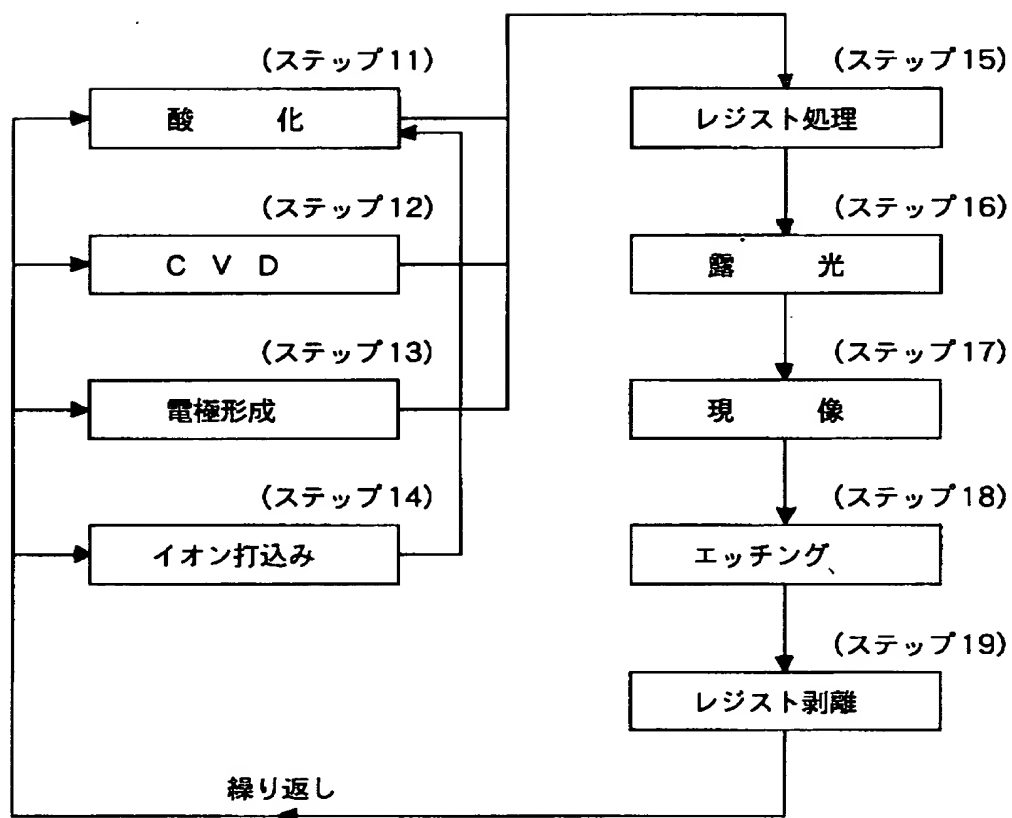 (ステップ11)
酸化
(ステップ12)
CVD
(ステップ13)
電極形成
(ステップ14)
イオン打込み
(ステップ15)
レジスト処理
(ステップ16)
露光
(ステップ17)
現像
(ステップ18)
エッチング
(ステップ19)
レジスト剥離
繰り返し